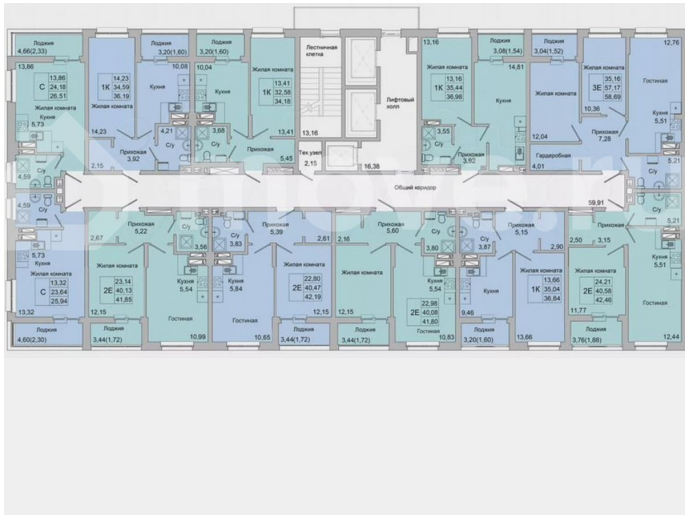 Лоджия
4,66(2,33)
Лоджия
3,20(1,60)
Лоджия
3,20(1,60)
Лестничная
клетка
13,16
Лоджия
3,08(1,54)
Лоджия
3,04(1,52)
12,76
13,86
С
13,86
24,18
26,51
Жилая комната
Кухня
5,73
14,23
1К
34,59
36,19
Жилая комната
14,23
10,08
Кухня
10,04
Кухня
13,41
1К
32,58
34,18
Жилая комната
13,41
Лифтовый
холл
13,16
1К
35,44
36,98
Жилая комната
14,81
Кухня
Жилая комната
12,04
35,16
3Е
57,17
58,69
Жилая комната
10,36
Гостиная
Кухня
5,51
4,21
С/у
3,68
С/у
Прихожая
3,92
2,15
Прихожая
5,45
13,16
Тех.узел
2,15
16,38
3,55
С/у
Прихожая
3,92
Гардеробная
4,01
Прихожая
7,28
5,21
С/у
С/у
4,59
Общий коридор
59,91
4,59
С/у
Прихожая
5,22
2,67
С/у
3,56
С/у
3,83
Прихожая
5,39
2,61
2,16
Прихожая
5,60
С/у
3,80
С/у
3,87
Прихожая
5,15
2,90
2,50
Прихожая
3,15
С/у
5,21
5,73
Кухня
Жилая комната
13,32
С
23,64
25,94
13,32
Жилая комната
23,14
2Е
40,13
41,85
12,15
Кухня
5,54
Гостиная
10,99
Кухня
5,84
Гостиная
10,65
Жилая комната
22,80
2Е
40,47
42,19
12,15
Жилая комната
12,15
Кухня
5,54
22,98
2Е
40,08
41,80
Гостиная
10,83
Кухня
9,46
Жилая комната
13,66
1К
35,04
36,64
13,66
Жилая комната
24,21
2Е
40,58
42,46
11,77
Кухня
5,51
Гостиная
12,44
Лоджия
4,60(2,30)
Лоджия
3,44(1,72)
Лоджия
3,44(1,72)
Лоджия
3,44(1,72)
Лоджия
3,20(1,60)
Лоджия
3,76(1,88)
move.ru